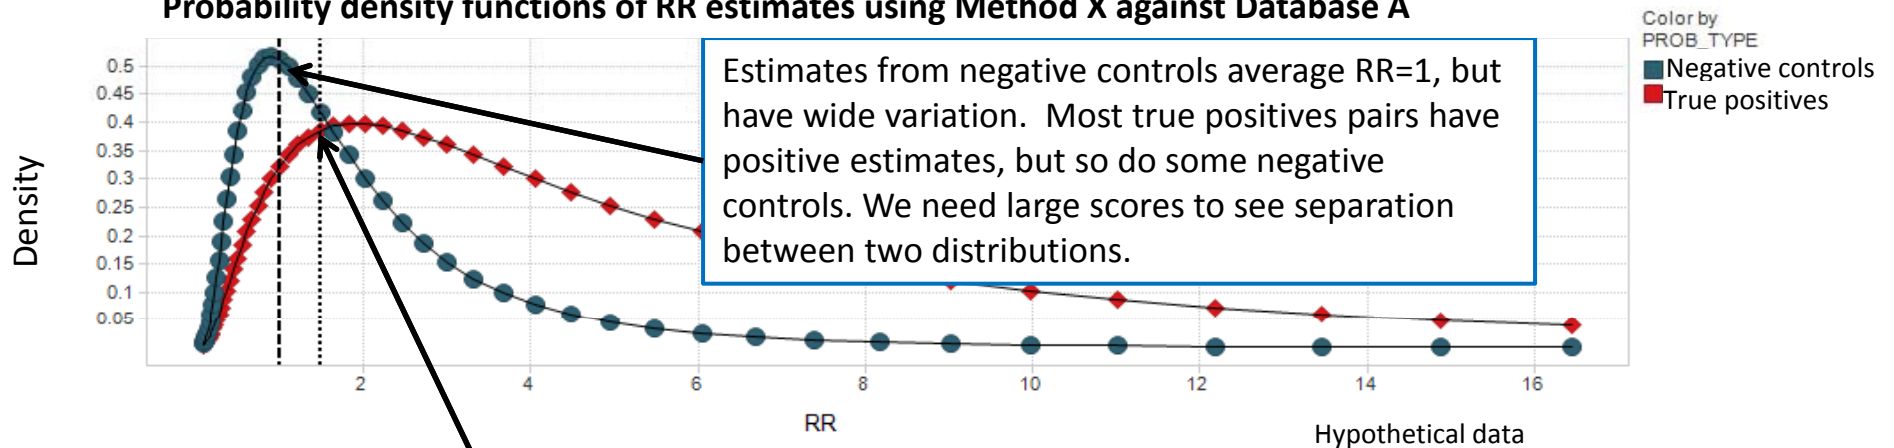 Probability density functions of RR estimates using Method X against Database A
Color by
PROB_TYPE
Negative controls
True positives
Estimates from negative controls average RR=1, but
have wide variation.  Most true positives pairs have
positive estimates, but so do some negative
controls. We need large scores to see separation
between two distributions.
Density
0.5
0.45
0.4
0.35
0.3
0.25
0.2
0.15
0.1
0.05
2
4
6
8
10
12
14
16
RR
Hypothetical data